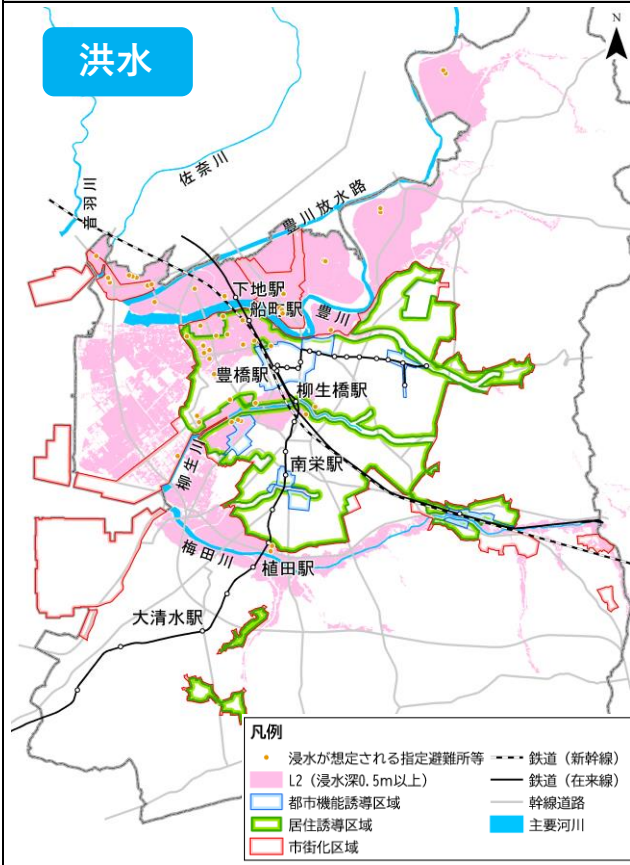 洪水
N
佐奈川
音羽川
豊川放水路
下地駅
船町駅
豊川
豊橋駅
柳生橋駅
南栄駅
柳生川
梅田川
植田駅
大清水駅
凡例
浸水が想定される指定避難所等
鉄道（新幹線）
L2（浸水深0.5m以上）
鉄道（在来線）
都市機能誘導区域
幹線道路
居住誘導区域
主要河川
市街化区域